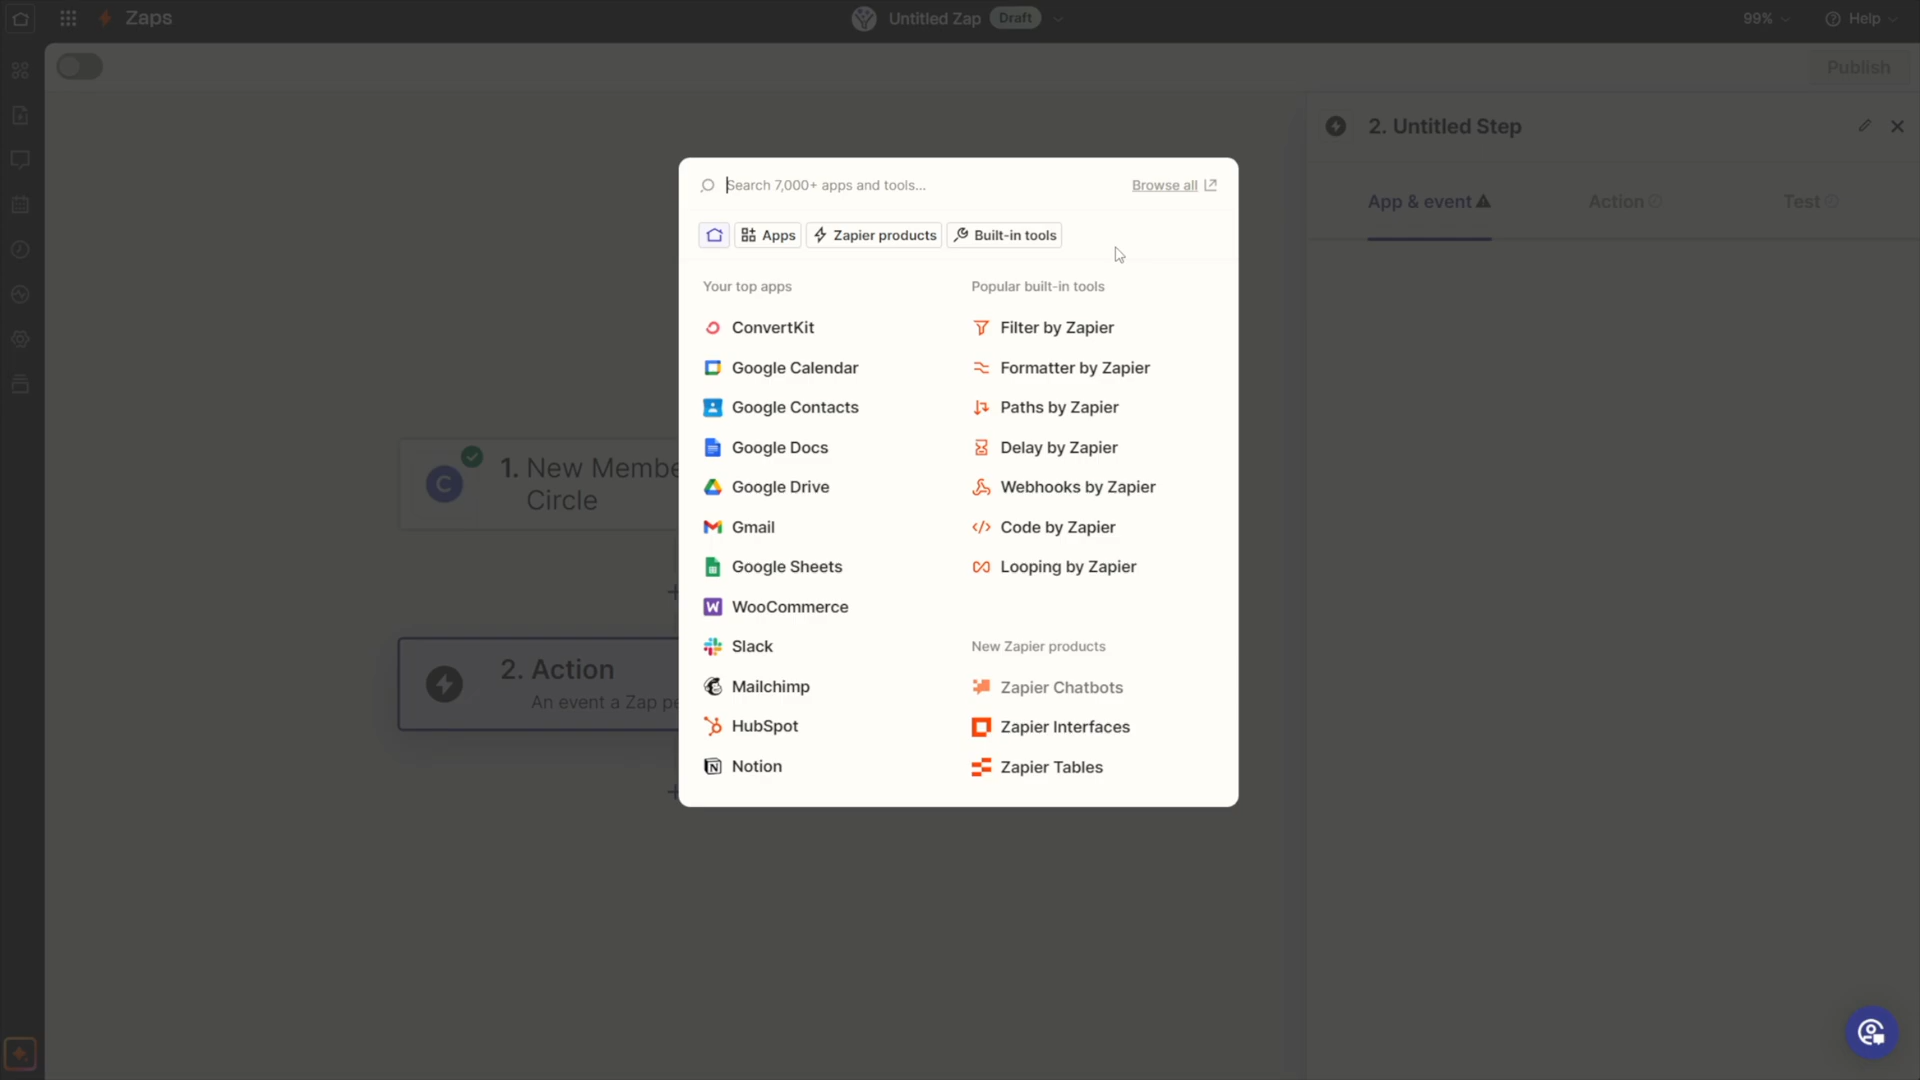 Zaps
Untitled Zap Draft
99%
Help
Publish
2. Untitled Step
App & event
Action
Test
Search 7,000+ apps and tools...
Browse all
Apps
Zapier products
Built-in tools
Your top apps
ConvertKit
Google Calendar
Google Contacts
Google Docs
Google Drive
Gmail
Google Sheets
WooCommerce
Slack
Mailchimp
HubSpot
Notion
Popular built-in tools
Filter by Zapier
Formatter by Zapier
Paths by Zapier
Delay by Zapier
Webhooks by Zapier
Code by Zapier
Looping by Zapier
New Zapier products
Zapier Chatbots
Zapier Interfaces
Zapier Tables
C
1. New Membe
Circle
2. Action
An event a Zap pe